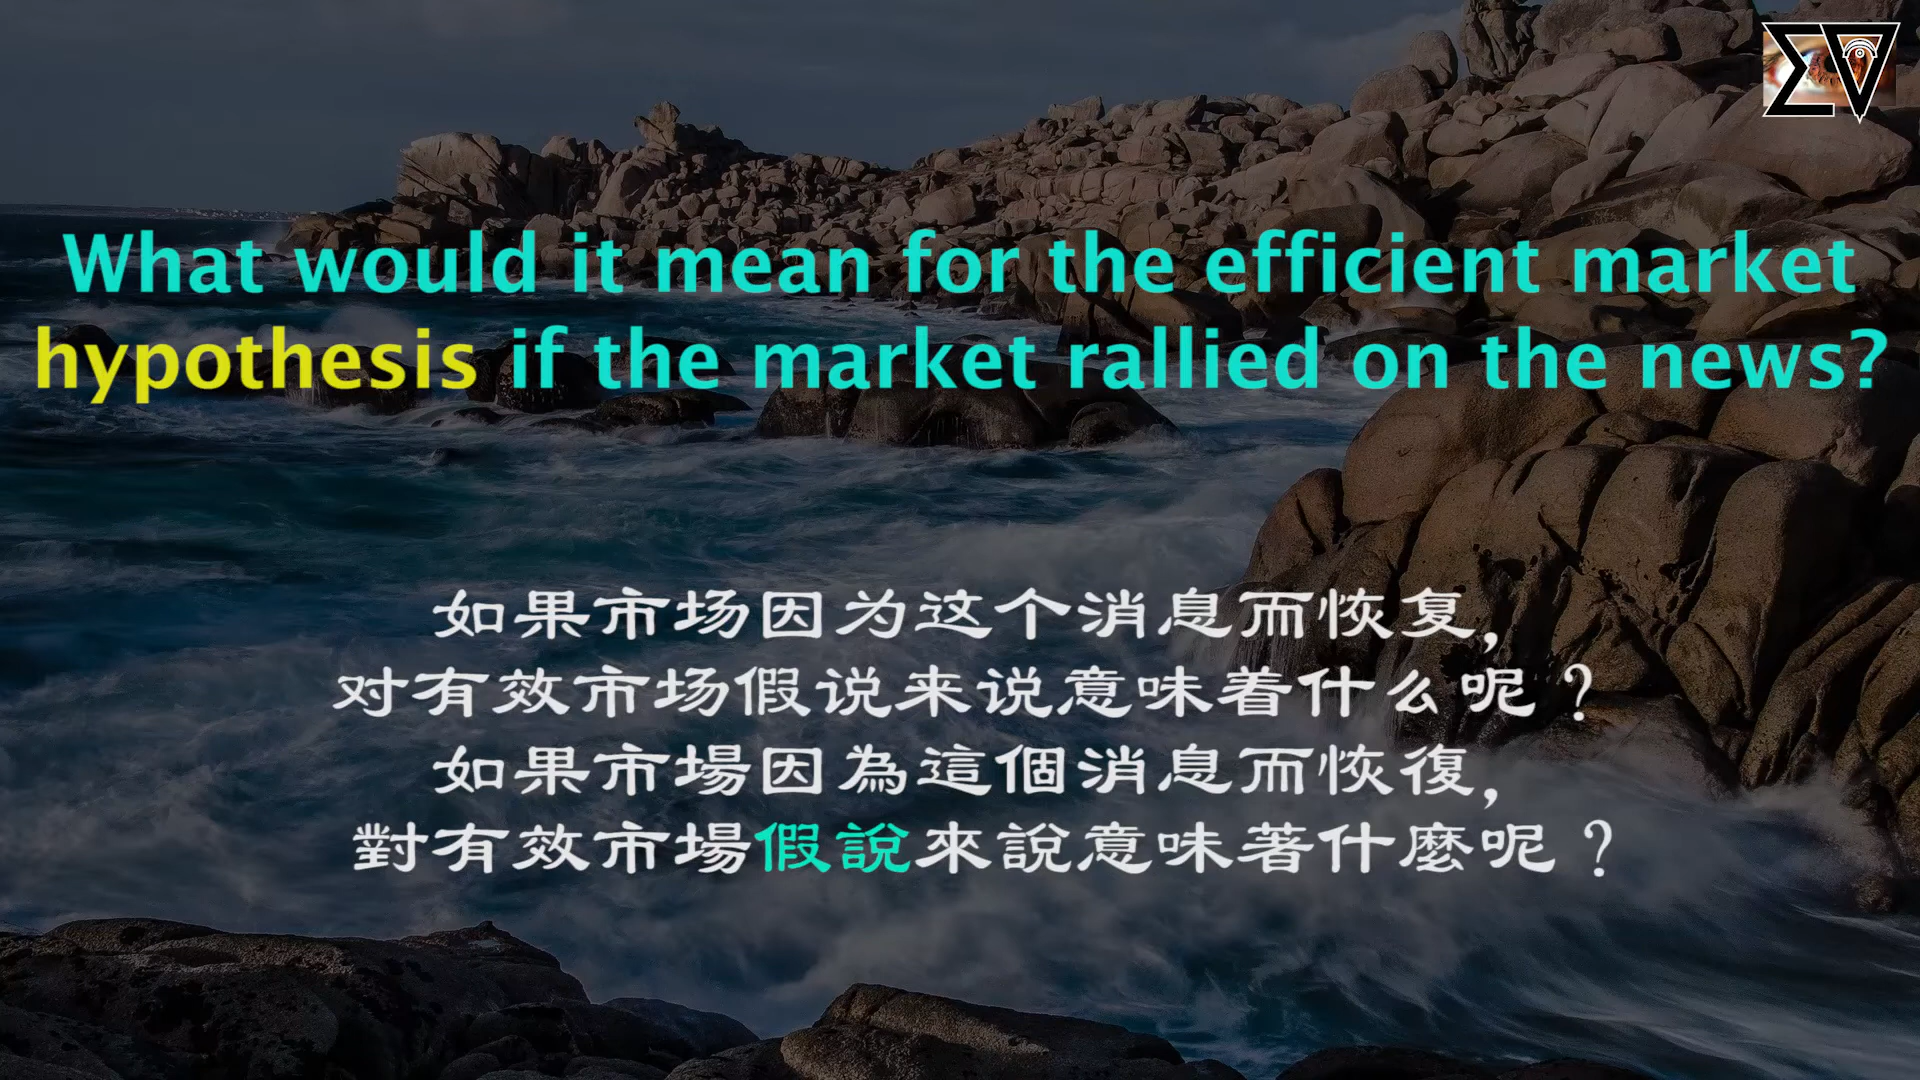 What would it mean for the efficient market
hypothesis if the market rallied on the news?
如果市场因为这个消息而恢复，
对有效市场假说来说意味着什么呢？
如果市場因為這個消息而恢復，
對有效市場假說來說意味著什麼呢？